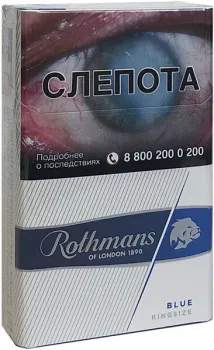 СЛЕПОТА
Подробнее
о последствиях
8 800 200 0 200
Rothmans
OF LONDON 1890
BLUE
KINGSIZE